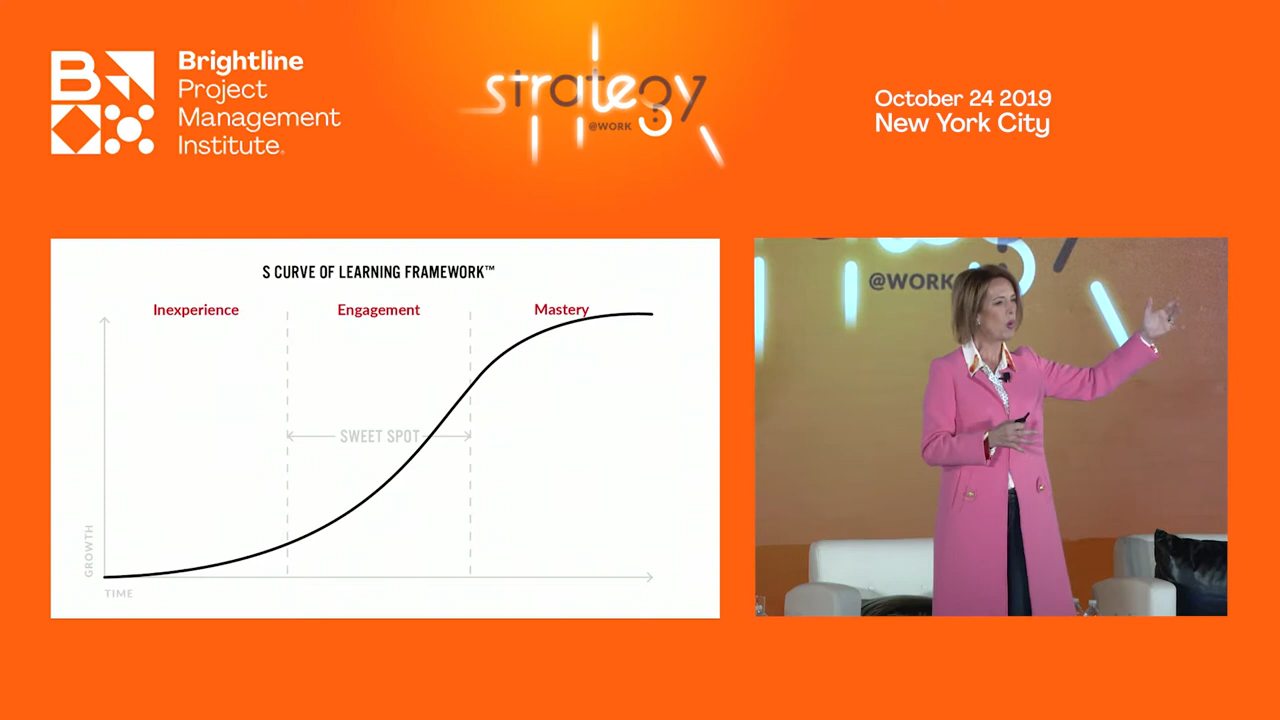 Brightline
Project
Management
Institute.
strategy
@WORK
October 24 2019
New York City
S CURVE OF LEARNING FRAMEWORK™
Inexperience
Engagement
Mastery
SWEET SPOT
GROWTH
TIME
@WORK